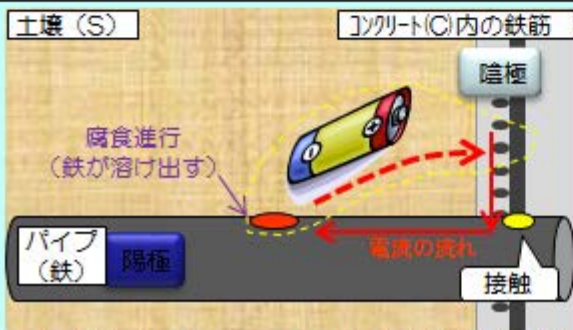 土壌（S）
コンクリート(C)内の鉄筋
陰極
腐食進行
（鉄が溶け出す）
パイプ
（鉄）
陽極
電流の流れ
接触